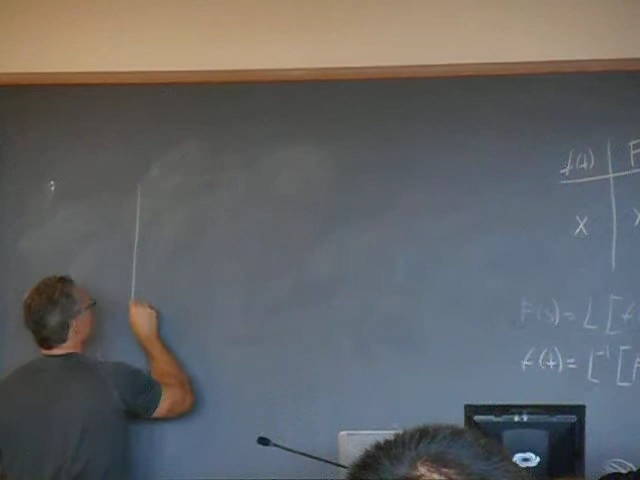 f(t) F
x
F(s) = L [f(
f(t) = L⁻¹ [F